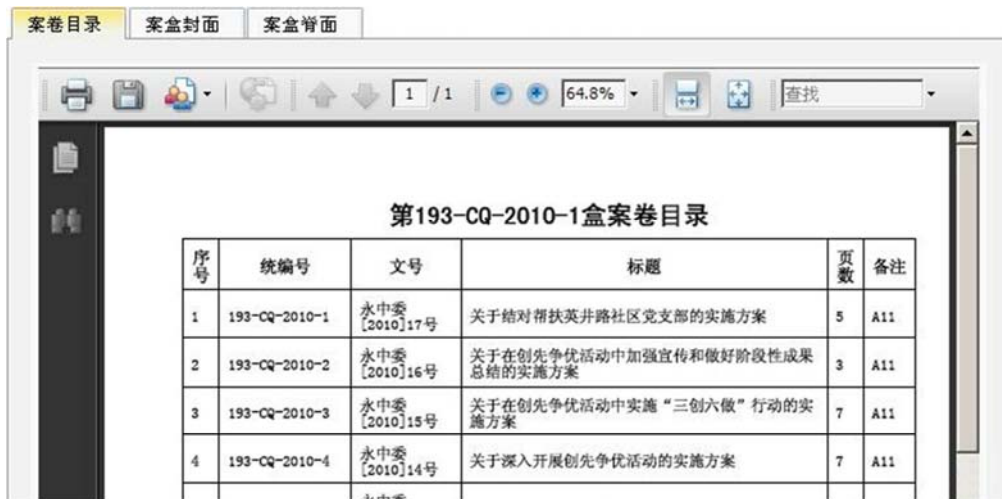 案卷目录 案盒封面 案盒脊面
1 / 1 64.8% 查找
第193-CQ-2010-1盒案卷目录
序号 统编号 文号 标题 页数 备注
1 193-CQ-2010-1 永中委[2010]17号 关于结对帮扶英井路社区党支部的实施方案 5 A11
2 193-CQ-2010-2 永中委[2010]16号 关于在创先争优活动中加强宣传和做好阶段性成果总结的实施方案 3 A11
3 193-CQ-2010-3 永中委[2010]15号 关于在创先争优活动中实施“三创六做”行动的实施方案 7 A11
4 193-CQ-2010-4 永中委[2010]14号 关于深入开展创先争优活动的实施方案 7 A11